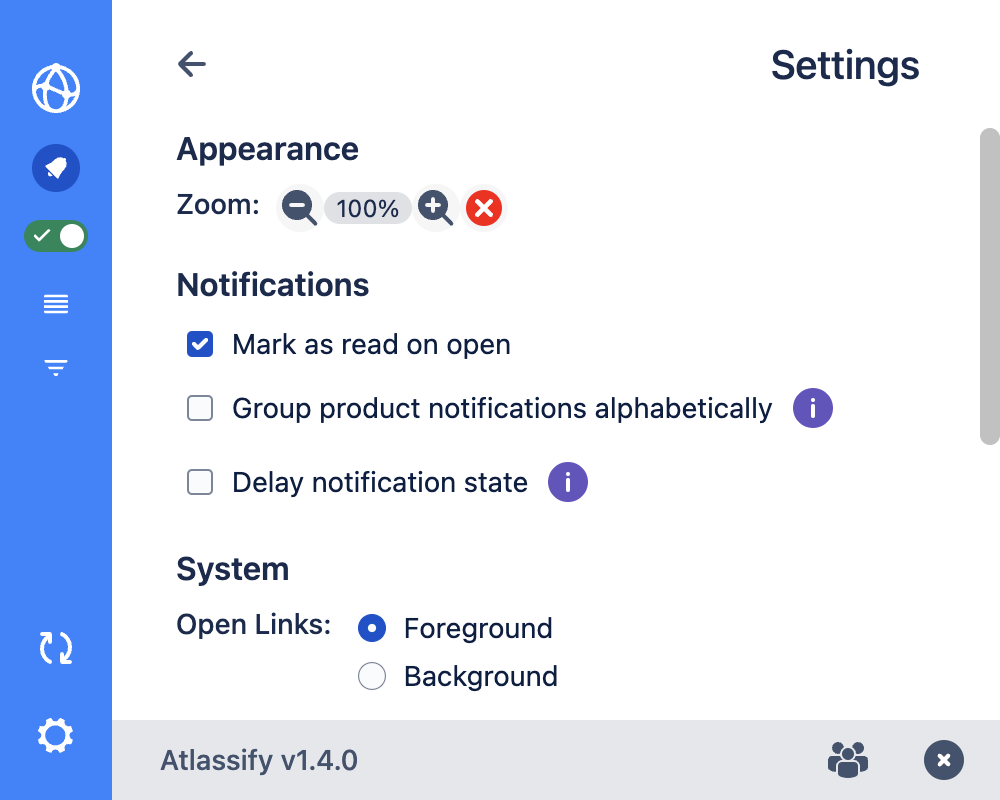 Settings
Appearance
Zoom: 100%
Notifications
Mark as read on open
Group product notifications alphabetically
Delay notification state
System
Open Links: Foreground
Background
Atlassify v1.4.0